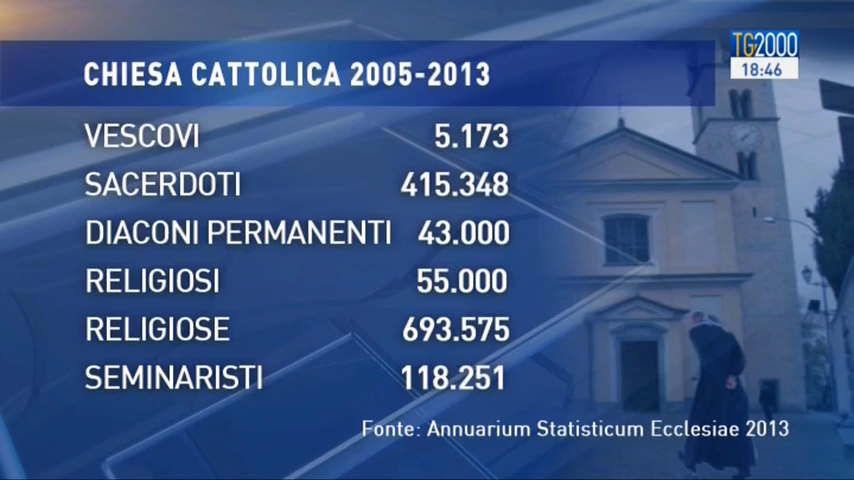 TG2000
18:46
CHIESA CATTOLICA 2005-2013
VESCOVI 5.173
SACERDOTI 415.348
DIACONI PERMANENTI 43.000
RELIGIOSI 55.000
RELIGIOSE 693.575
SEMINARISTI 118.251
Fonte: Annuarium Statisticum Ecclesiae 2013